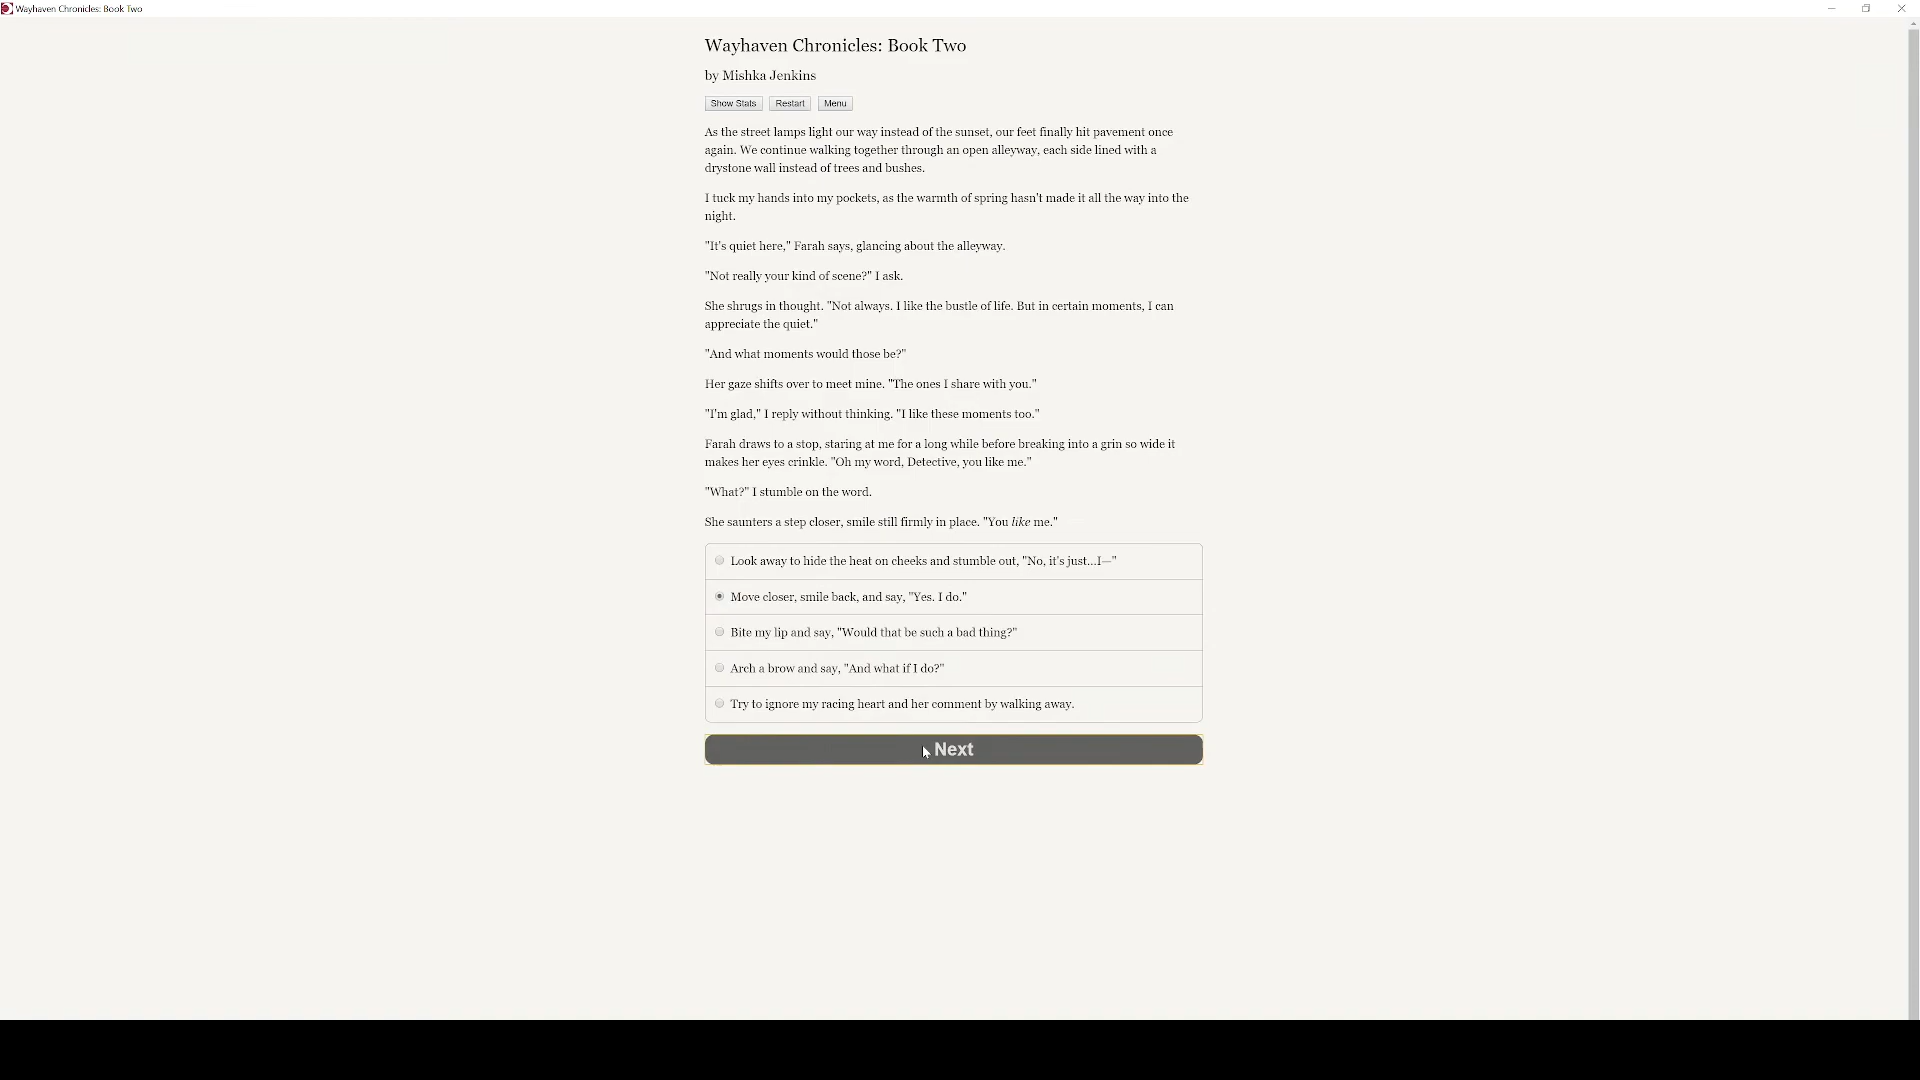 Wayhaven Chronicles: Book Two
Wayhaven Chronicles: Book Two
by Mishka Jenkins
Show Stats Restart Menu
As the street lamps light our way instead of the sunset, our feet finally hit pavement once
again. We continue walking together through an open alleyway, each side lined with a
drystone wall instead of trees and bushes.
I tuck my hands into my pockets, as the warmth of spring hasn't made it all the way into the
night.
"It's quiet here," Farah says, glancing about the alleyway.
"Not really your kind of scene?" I ask.
She shrugs in thought. "Not always. I like the bustle of life. But in certain moments, I can
appreciate the quiet."
"And what moments would those be?"
Her gaze shifts over to meet mine. "The ones I share with you."
"I'm glad," I reply without thinking. "I like these moments too."
Farah draws to a stop, staring at me for a long while before breaking into a grin so wide it
makes her eyes crinkle. "Oh my word, Detective, you like me."
"What?" I stumble on the word.
She saunters a step closer, smile still firmly in place. "You like me."
Look away to hide the heat on cheeks and stumble out, "No, it's just...I—"
Move closer, smile back, and say, "Yes. I do."
Bite my lip and say, "Would that be such a bad thing?"
Arch a brow and say, "And what if I do?"
Try to ignore my racing heart and her comment by walking away.
Next